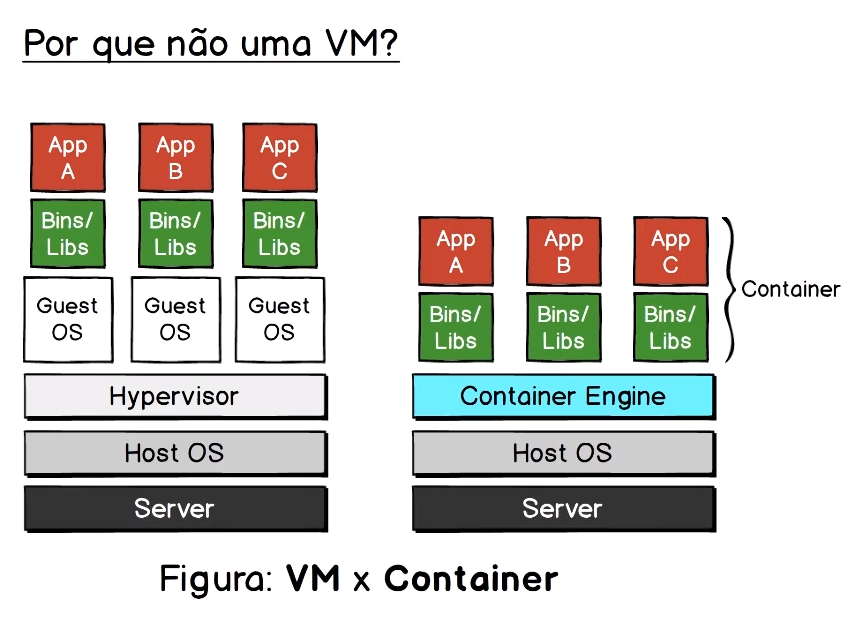 Por que não uma VM?
App
A
App
B
App
C
Bins/
Libs
Bins/
Libs
Bins/
Libs
Guest
OS
Guest
OS
Guest
OS
Hypervisor
Host OS
Server
App
A
App
B
App
C
Bins/
Libs
Bins/
Libs
Bins/
Libs
Container
Container Engine
Host OS
Server
Figura: VM x Container